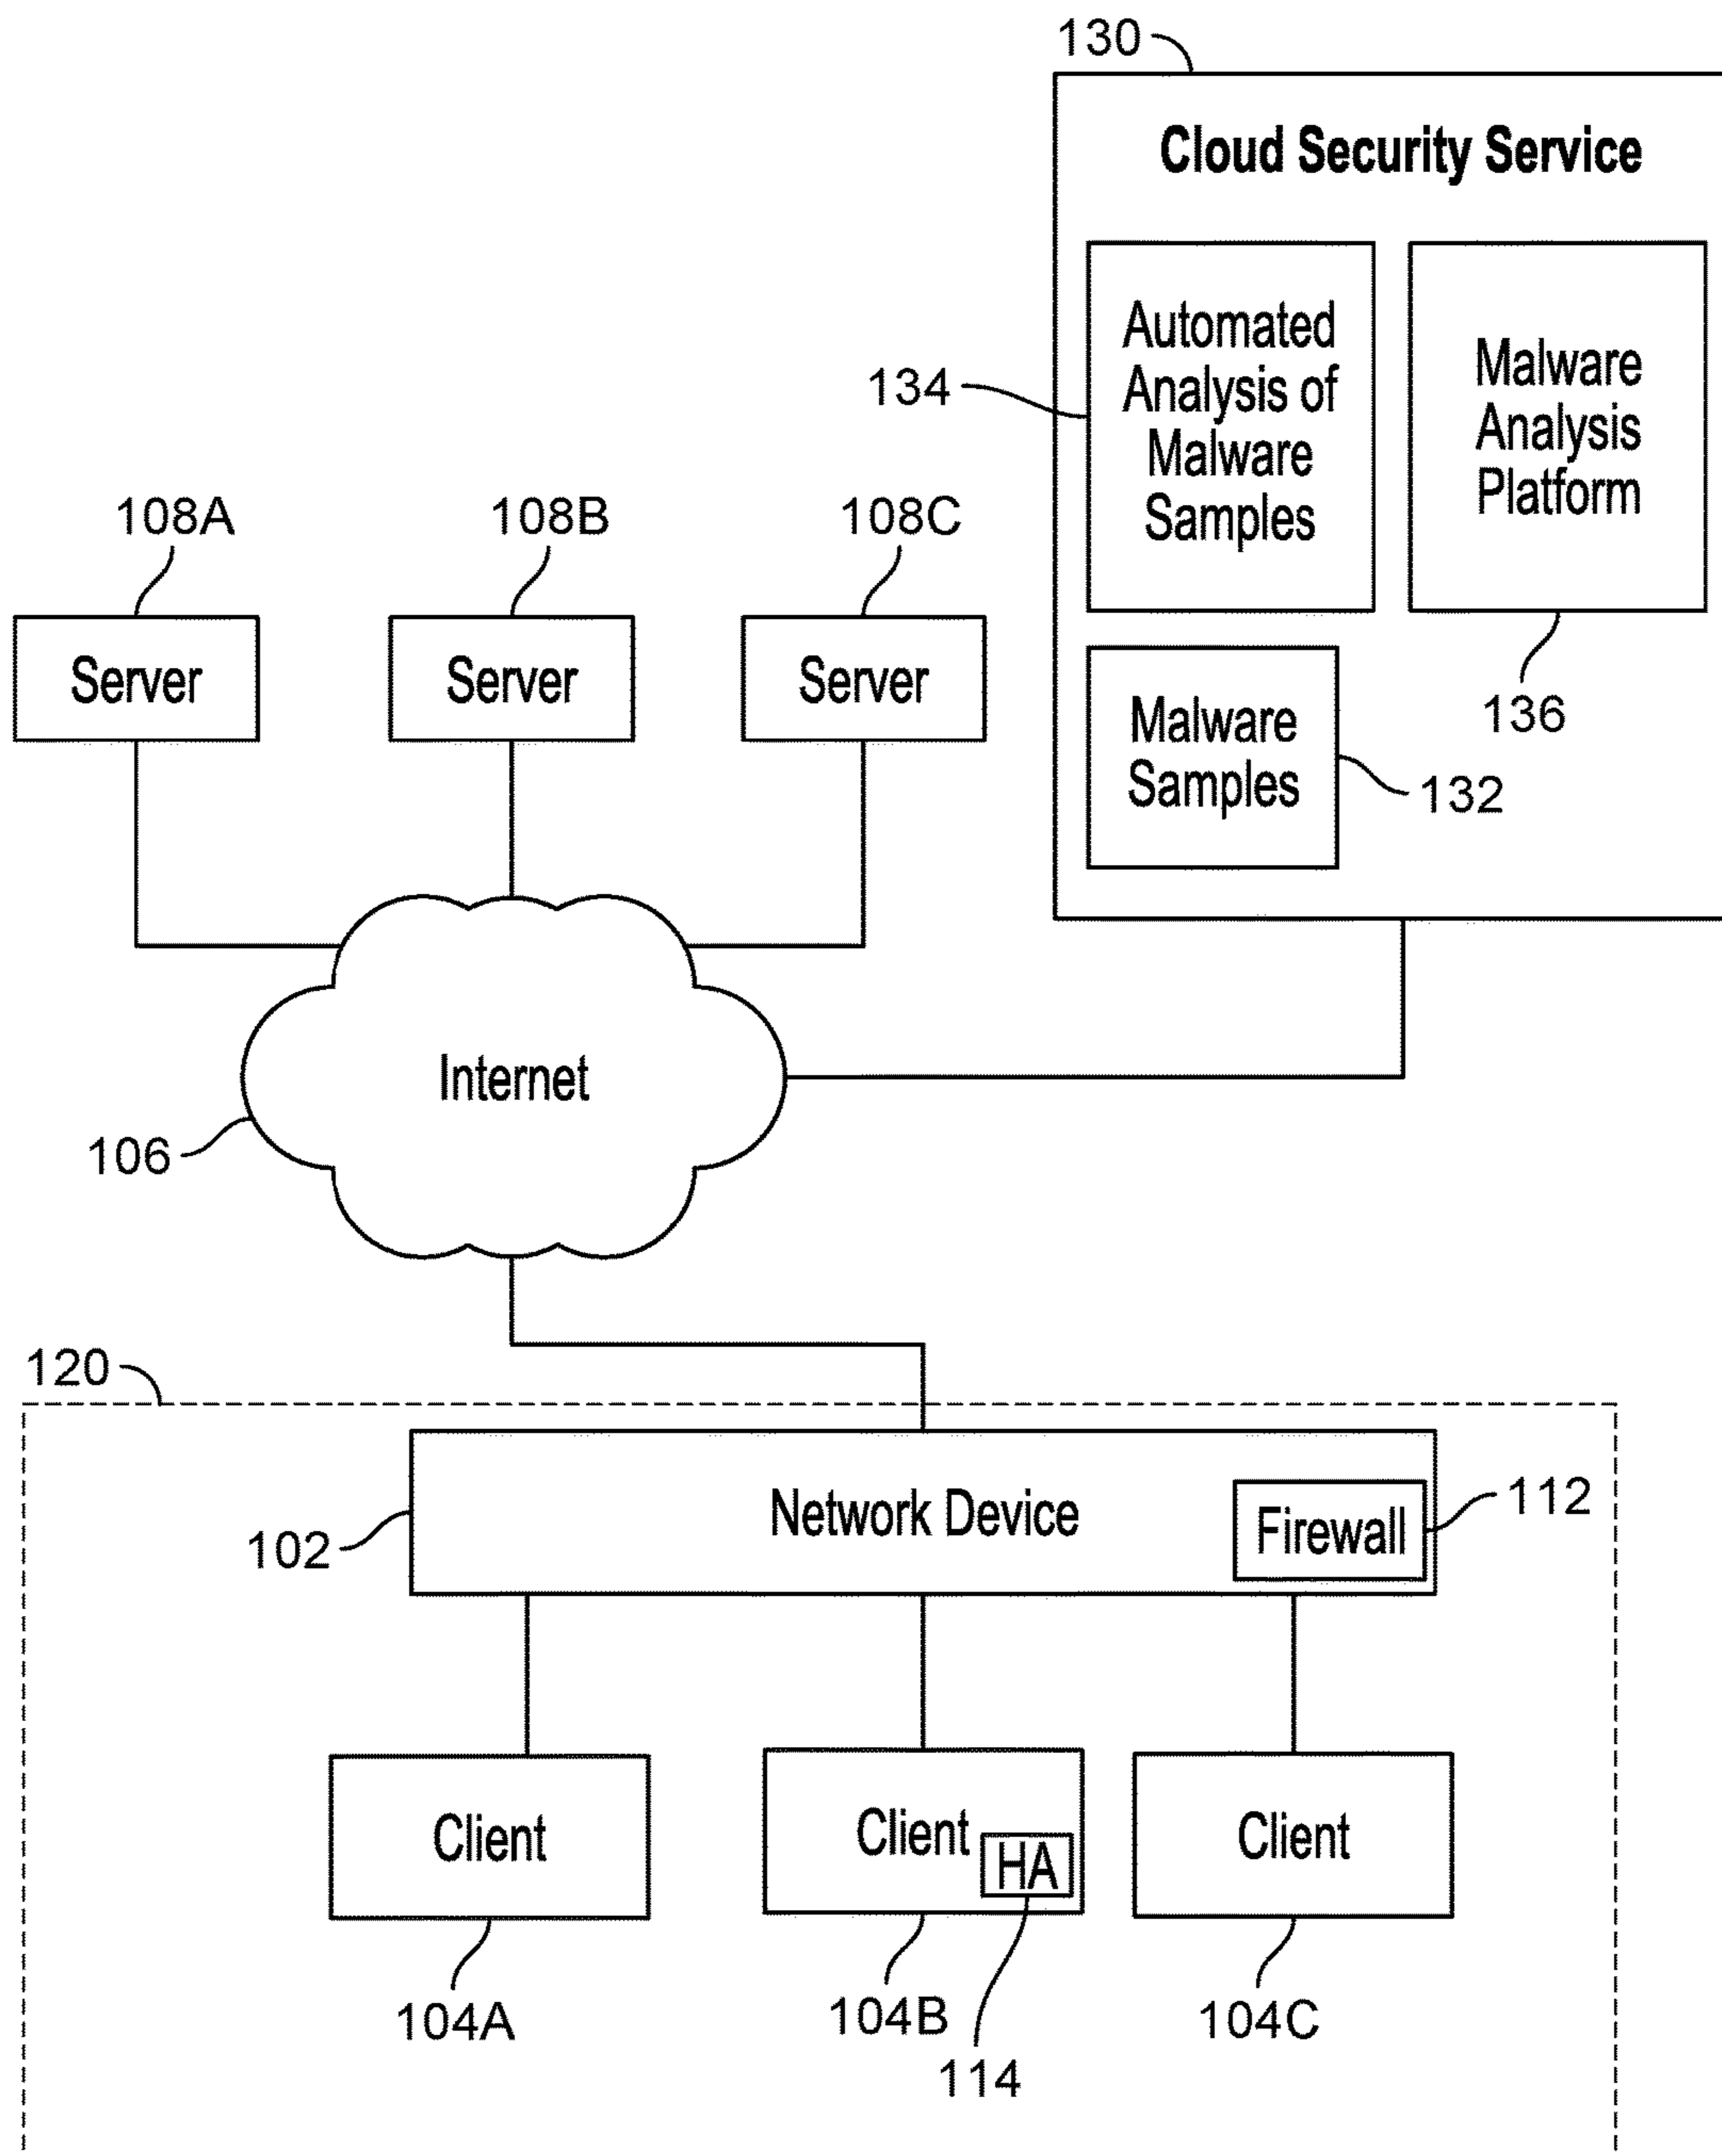 130
Cloud Security Service
134
Automated
Analysis of
Malware
Samples
Malware
Analysis
Platform
136
108A
108B
108C
Server
Server
Server
Malware
Samples
132
Internet
106
120
102
Network Device
Firewall
112
Client
Client
HA
Client
104A
104B
104C
114